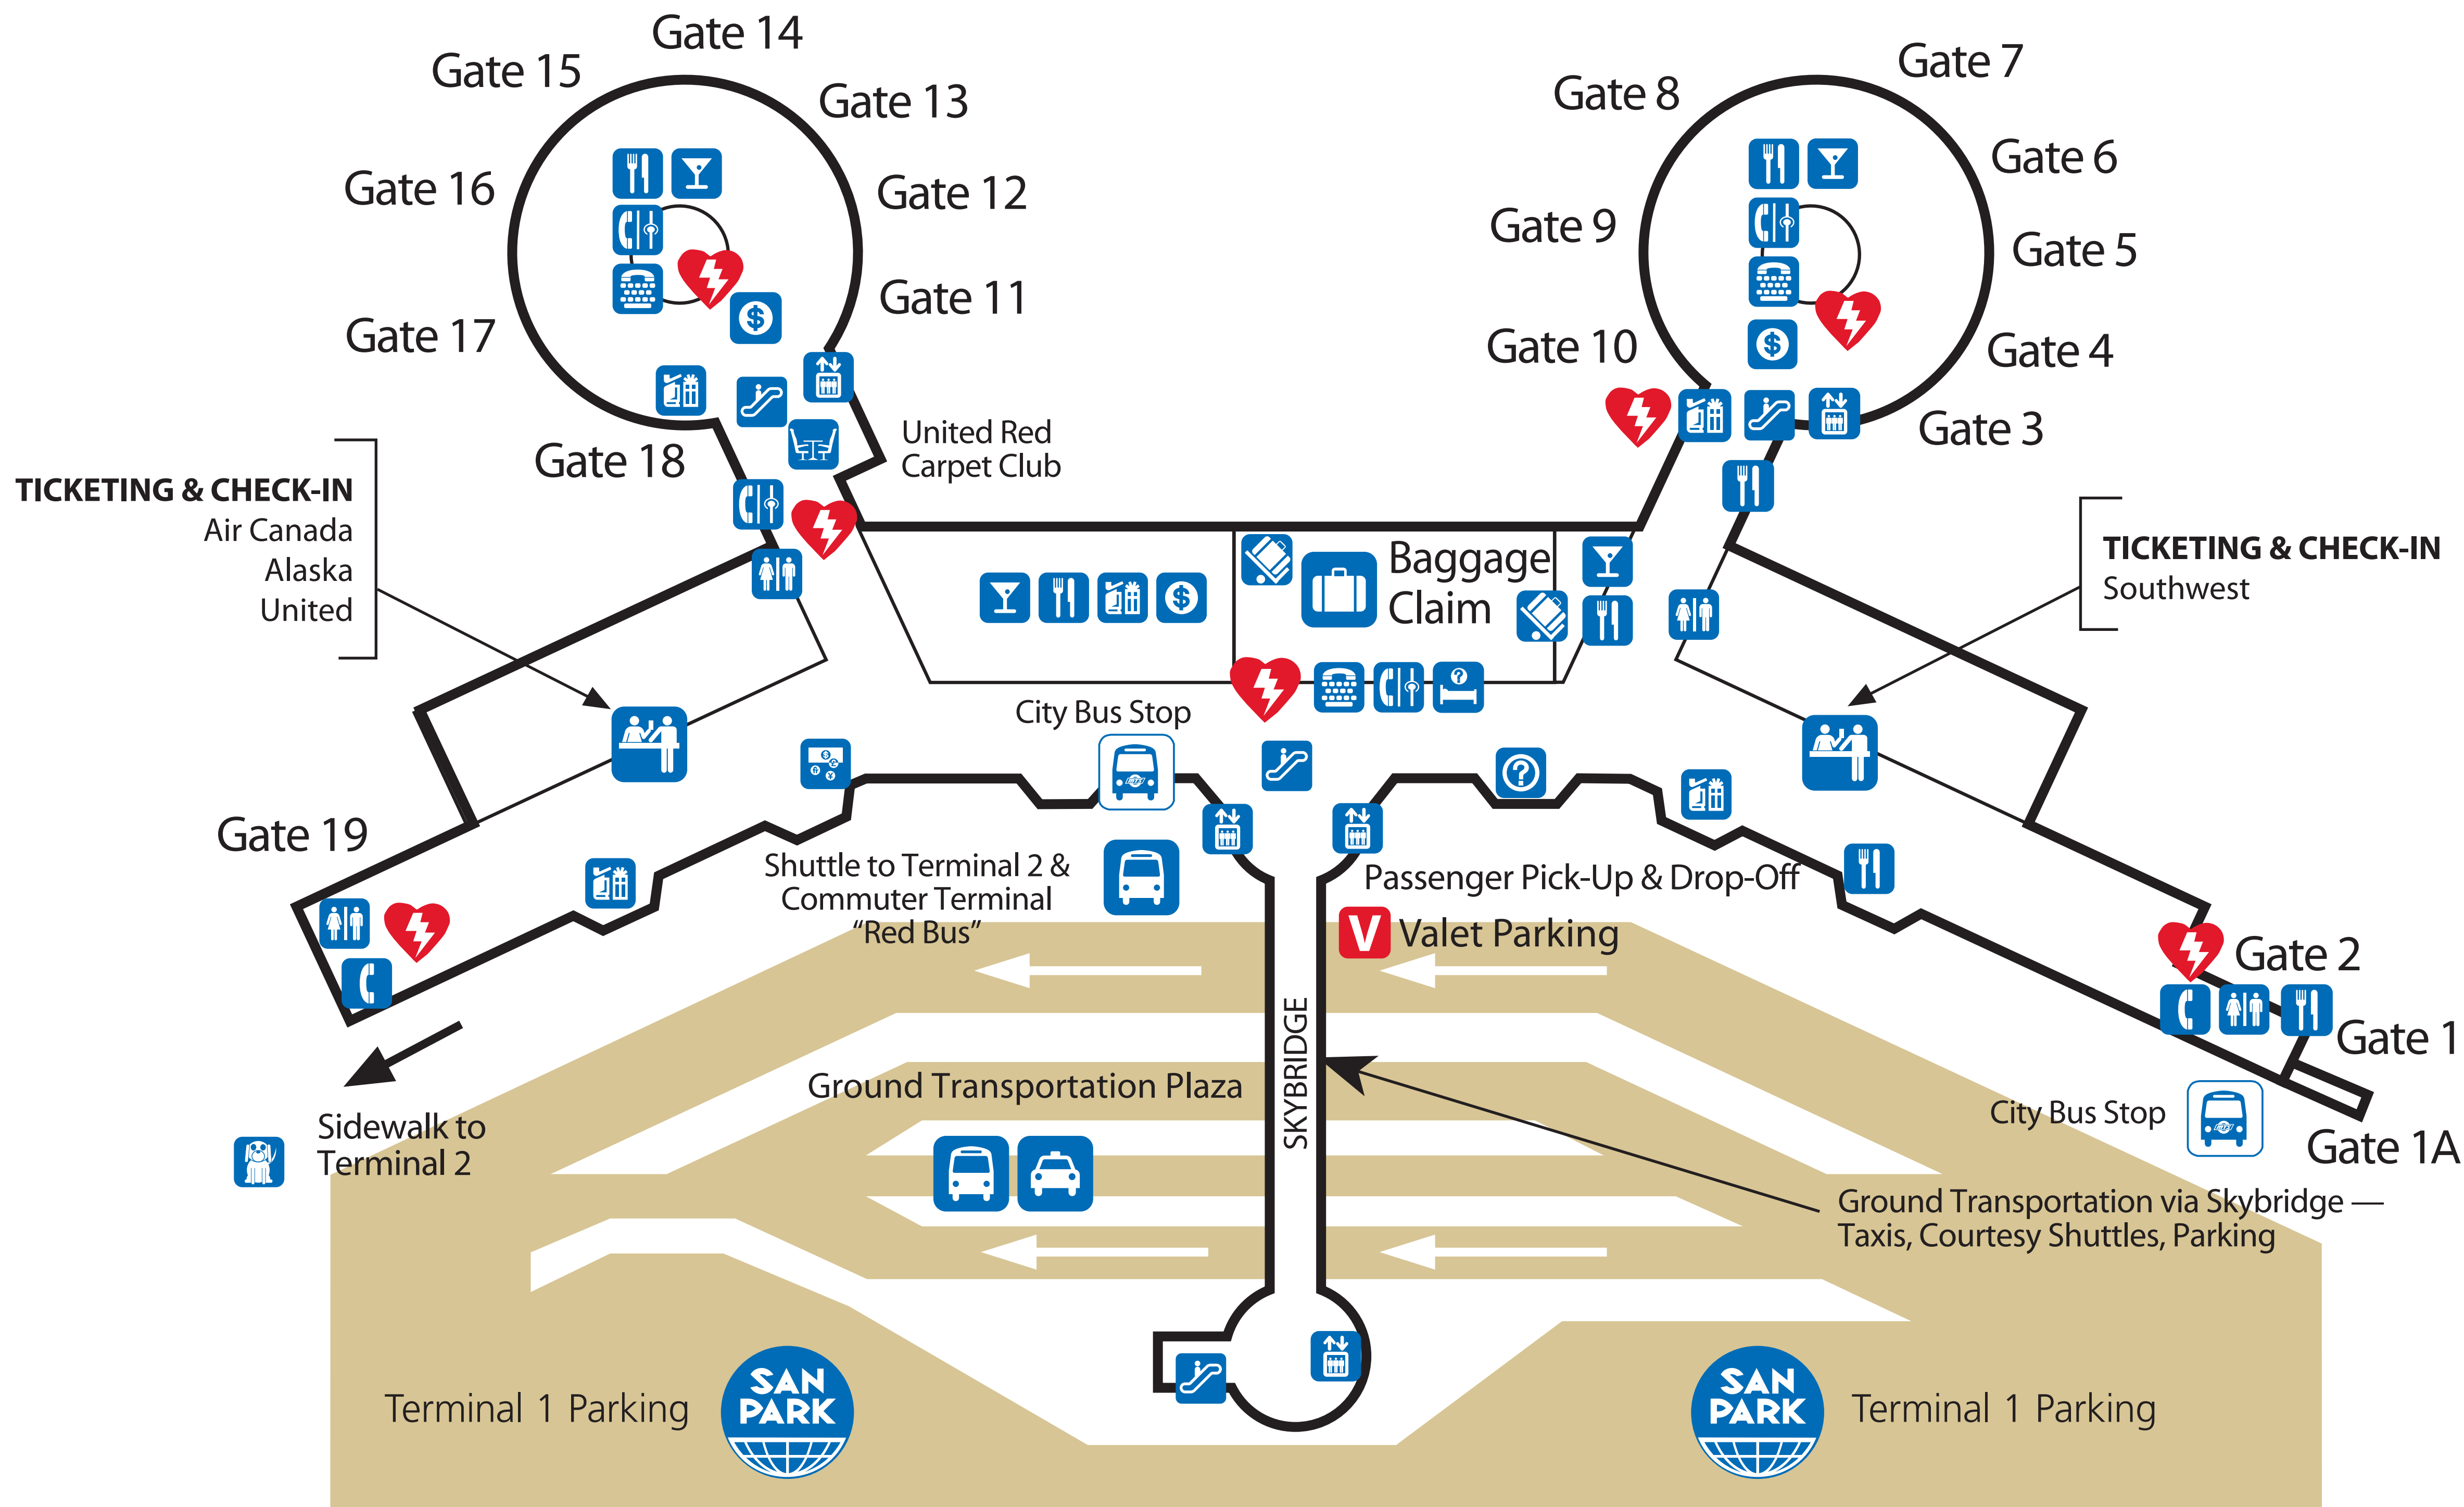 Gate 14
Gate 15
Gate 13
Gate 16
Gate 12
Gate 11
Gate 17
Gate 18
United Red
Carpet Club
Gate 7
Gate 8
Gate 6
Gate 9
Gate 5
Gate 10
Gate 4
Gate 3
TICKETING & CHECK-IN
Air Canada
Alaska
United
Baggage
Claim
TICKETING & CHECK-IN
Southwest
City Bus Stop
Gate 19
Shuttle to Terminal 2 &
Commuter Terminal
“Red Bus”
Passenger Pick-Up & Drop-Off
V Valet Parking
Gate 2
Gate 1
City Bus Stop
Gate 1A
SKYBRIDGE
Ground Transportation Plaza
Sidewalk to
Terminal 2
Ground Transportation via Skybridge —
Taxis, Courtesy Shuttles, Parking
Terminal 1 Parking
SAN
PARK
SAN
PARK
Terminal 1 Parking